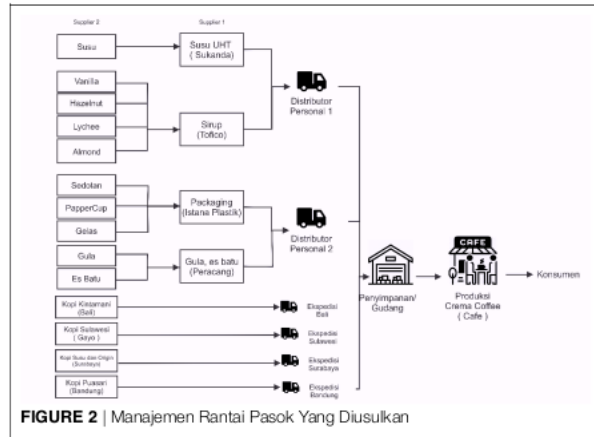 Supplier 2
Supplier 1
Susu
Susu UHT
( Sukanda)
Vanilla
Hazelnut
Lychee
Almond
Sirup
(Tofico)
Distributor
Personal 1
Sedotan
PapperCup
Gelas
Packaging
(Istana Plastik)
Gula
Es Batu
Gula, es batu
(Peracang)
Distributor
Personal 2
Kopi Kintamani
(Bali)
Ekspedisi
Bali
Kopi Sulawesi
( Gayo )
Ekspedisi
Sulawesi
Kopi Susu dan Origin
(Surabaya)
Ekspedisi
Surabaya
Kopi Puasari
(Bandung)
Ekspedisi
Bandung
Penyimpanan/
Gudang
CAFE
Produksi
Crema Coffee
( Cafe )
Konsumen
FIGURE 2 | Manajemen Rantai Pasok Yang Diusulkan